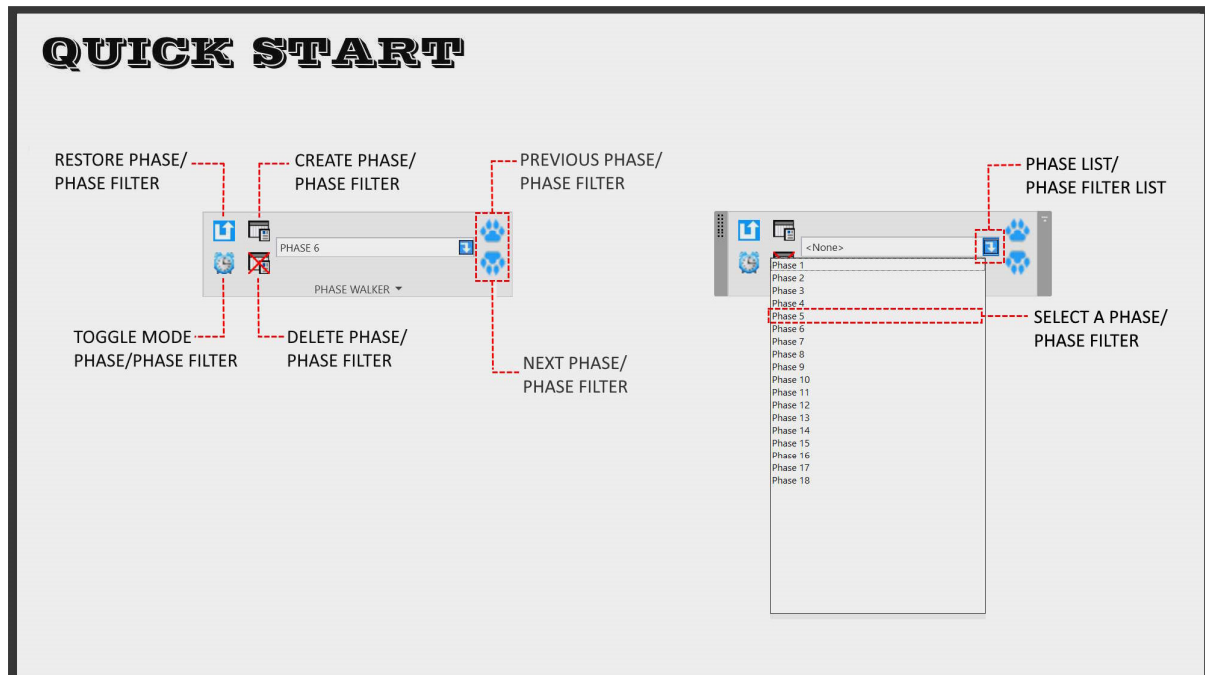 QUICK START
RESTORE PHASE/
PHASE FILTER
CREATE PHASE/
PHASE FILTER
PREVIOUS PHASE/
PHASE FILTER
PHASE 6
PHASE WALKER
TOGGLE MODE
PHASE/PHASE FILTER
DELETE PHASE/
PHASE FILTER
NEXT PHASE/
PHASE FILTER
PHASE LIST/
PHASE FILTER LIST
<None>
Phase 1
Phase 2
Phase 3
Phase 4
Phase 5
Phase 6
Phase 7
Phase 8
Phase 9
Phase 10
Phase 11
Phase 12
Phase 13
Phase 14
Phase 15
Phase 16
Phase 17
Phase 18
SELECT A PHASE/
PHASE FILTER